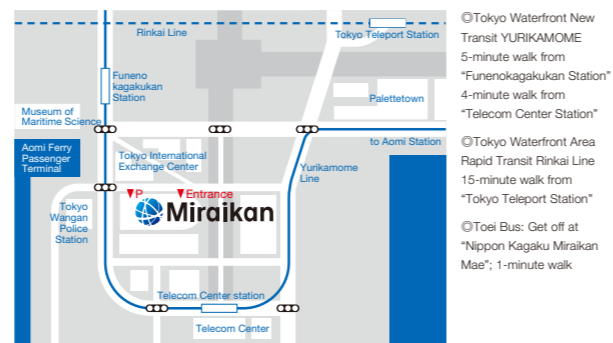 Rinkai Line
Tokyo Teleport Station
Funeno
kagakukan
Station
Palettetown
Museum of
Maritime Science
to Aomi Station
Aomi Ferry
Passenger
Terminal
Tokyo International
Exchange Center
Yurikamome
Line
▼P
▼Entrance
Miraikan
Tokyo
Wangan
Police
Station
Telecom Center station
Telecom Center
◎Tokyo Waterfront New
Transit YURIKAMOME
5-minute walk from
“Funenokagakukan Station”
4-minute walk from
“Telecom Center Station”
◎Tokyo Waterfront Area
Rapid Transit Rinkai Line
15-minute walk from
“Tokyo Teleport Station”
◎Toei Bus: Get off at
“Nippon Kagaku Miraikan
Mae”; 1-minute walk